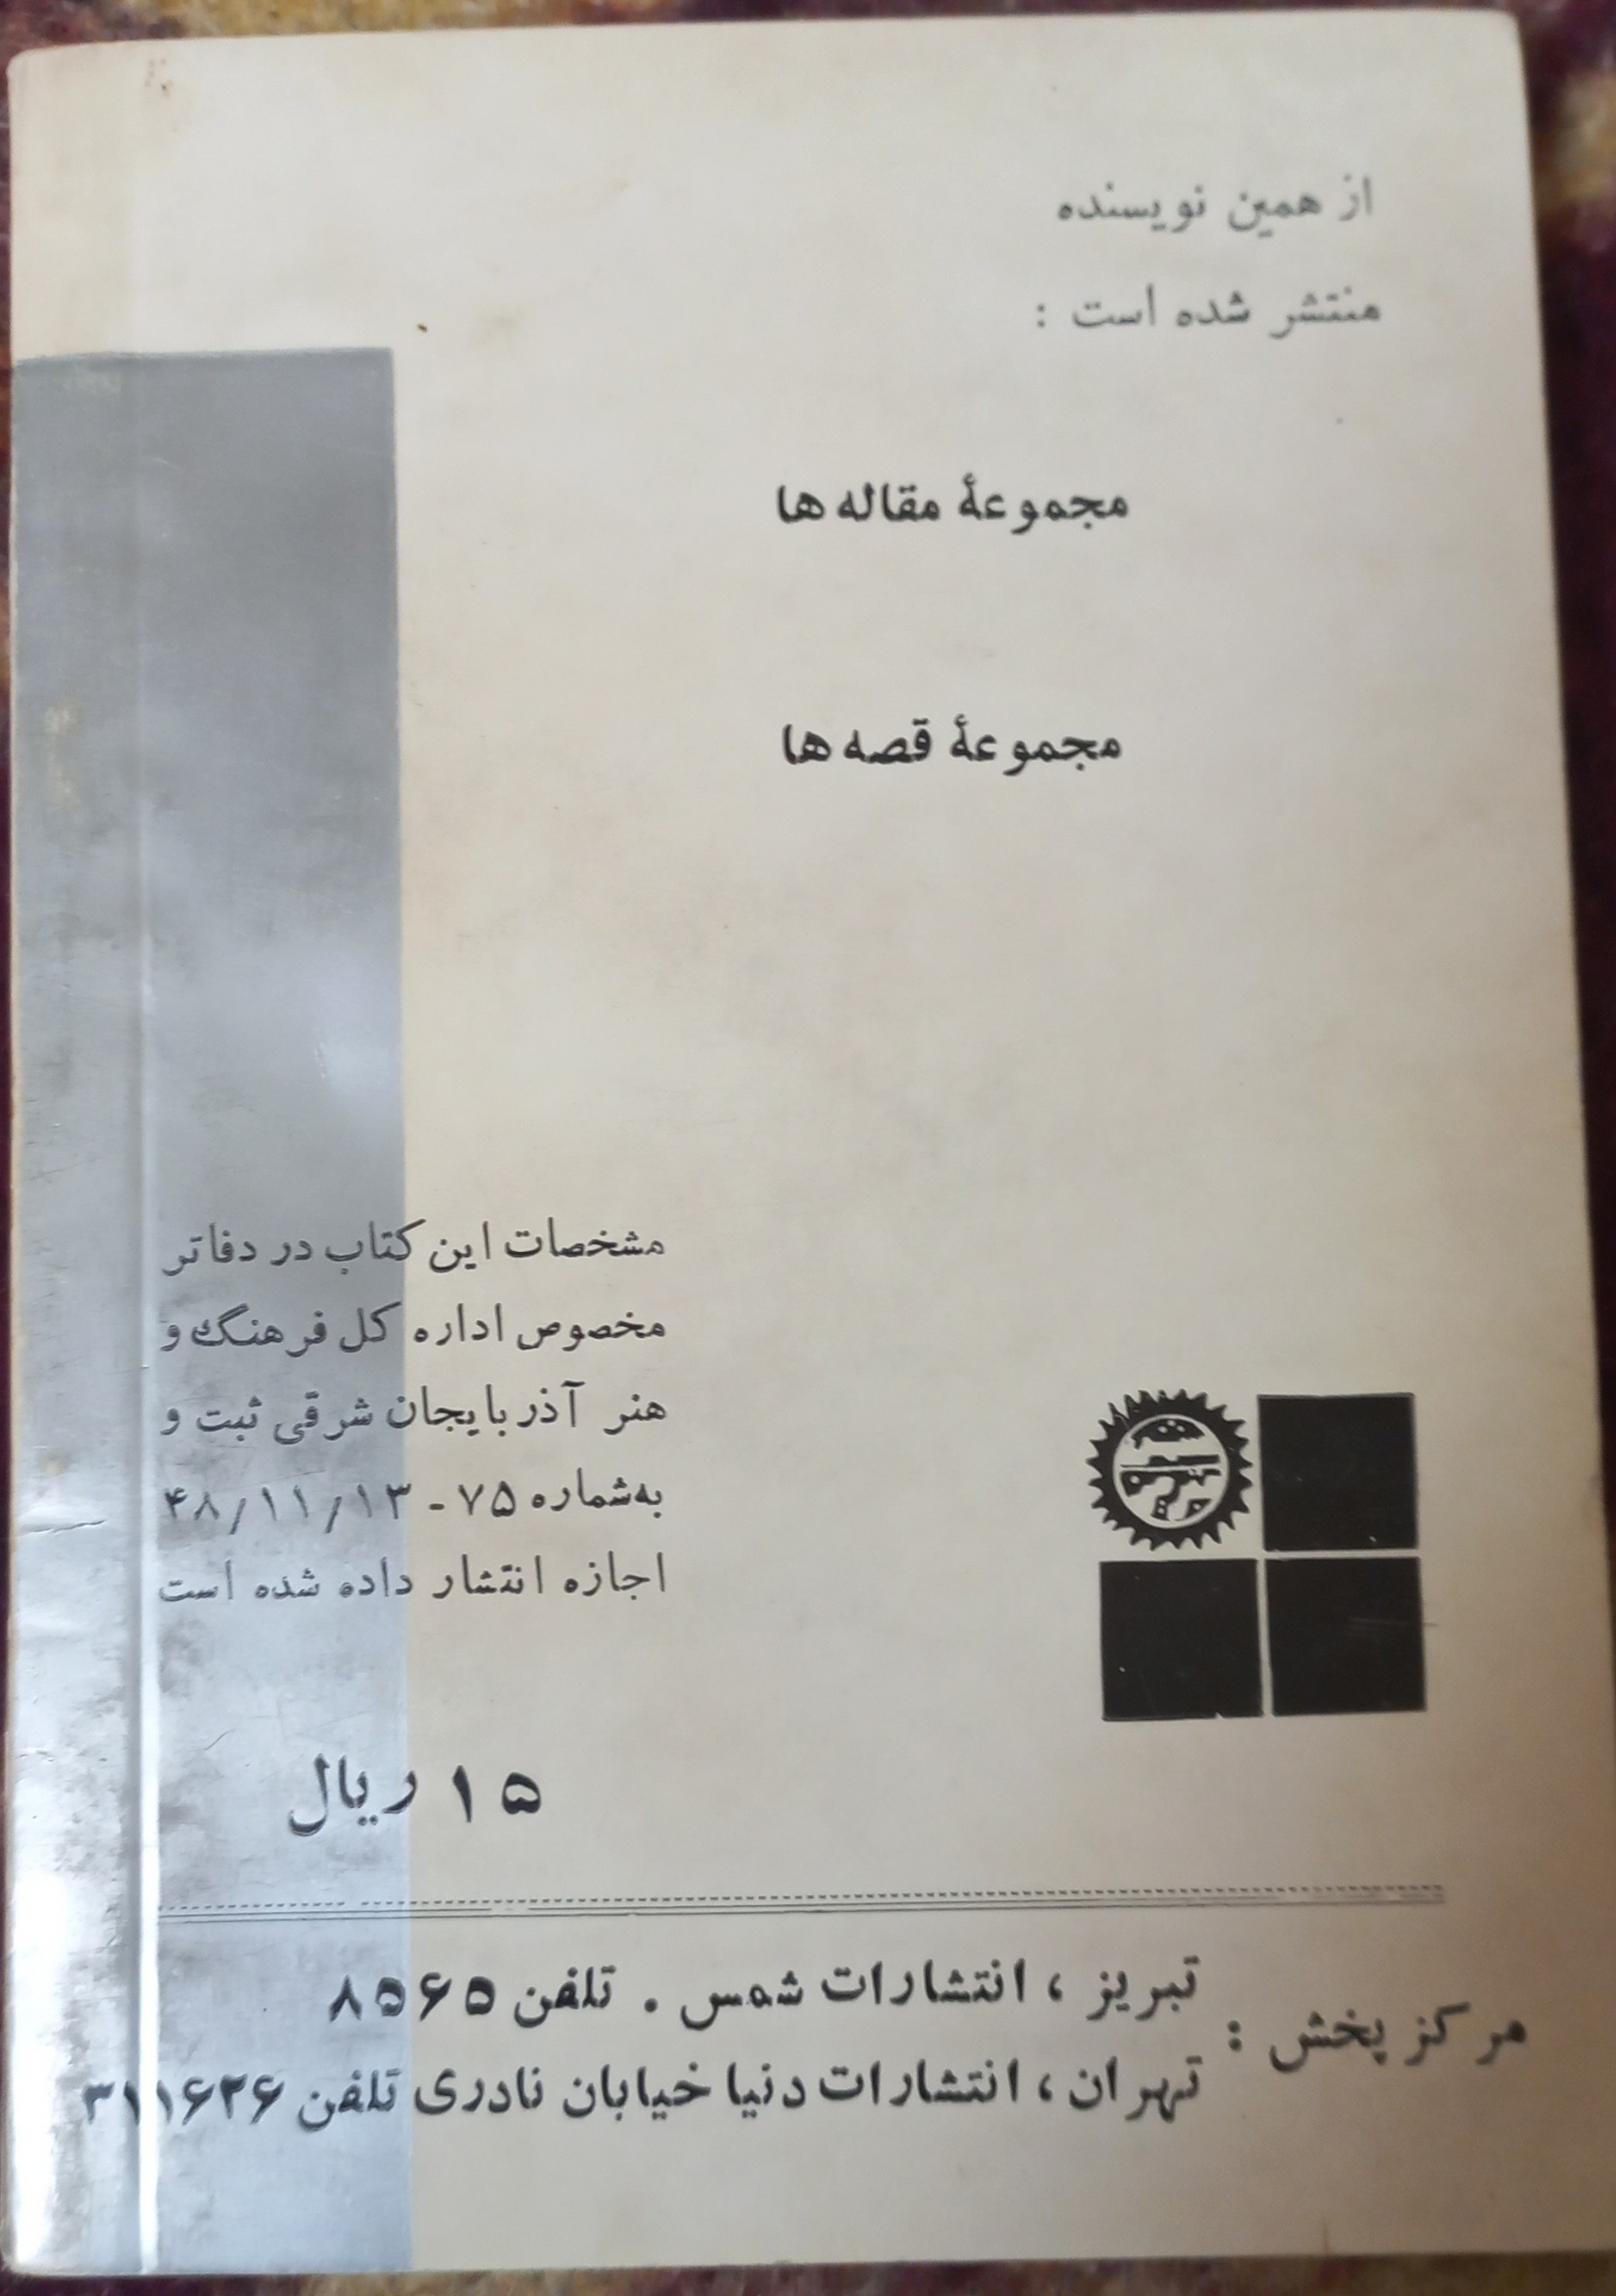 از همین نویسنده
منتشر شده است :
مجموعهٔ مقاله ها
مجموعهٔ قصه ها
مشخصات این کتاب در دفاتر
مخصوص اداره کل فرهنگ و
هنر آذربایجان شرقی ثبت و
به شماره ۷۵ - ۴۸/۱۱/۱۳
اجازه انتشار داده شده است
۱۵ ریال
مرکز پخش :
تبریز ، انتشارات شمس . تلفن ۸۵۶۵
تهران ، انتشارات دنیا خیابان نادری تلفن ۳۱۱۶۲۶